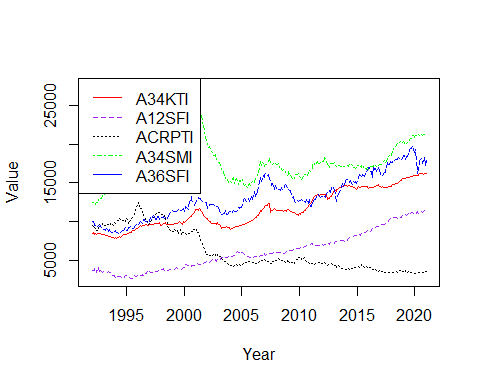 A34KTI
A12SFI
ACRPTI
A34SMI
A36SFI
Value
25000
15000
5000
1995 2000 2005 2010 2015 2020
Year